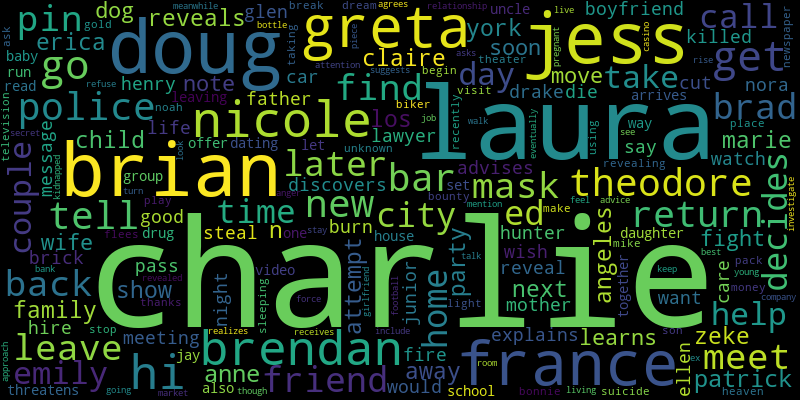 pin dog reveals glen break dream agrees uncle boyfriend call live
meanwhile bottle relationship
gold taking york ask
erica doug greta jess get
baby piece asks pregnant casino newspaper
claire soon killed
run go car attention theater move day suggests begin rise
read police henry note find visit drake die take cut nora
noah leaving recently arrives
television message nicole father biker los job brad
child life offer dating let unknown lawyer walk eventually using way place
secret kidnapped brian group discovers later bar advises see say marie
look mask theodore revealing watch
turn play anger set bounty feel advice
couple tell good time new city ed mention make return decides
drug burn n hunter angeles daughter investigate
wife steal one stay house wish mike fight
flees charlie
brick pass force video attempt party reveal together best pack
back bank revealed sleeping girlfriend junior home talk next want keep care young money
show thanks night football light mother son company
family laura
hire stop meeting realizes receives include explains learns zeke help
leave jay brendan fire france room ellen meet
approach emily hi anne friend away ex patrick
threatens going market also though would school bonnie living suicide heaven